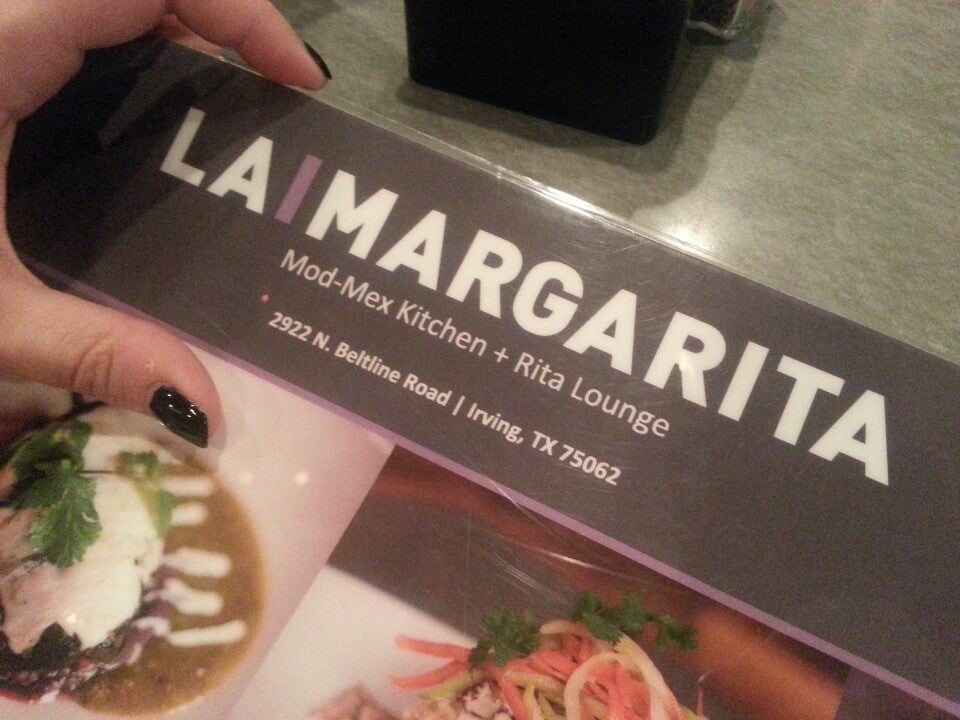 LA|MARGARITA
Mod-Mex Kitchen + Rita Lounge
2922 N. Beltline Road | Irving, TX 75062